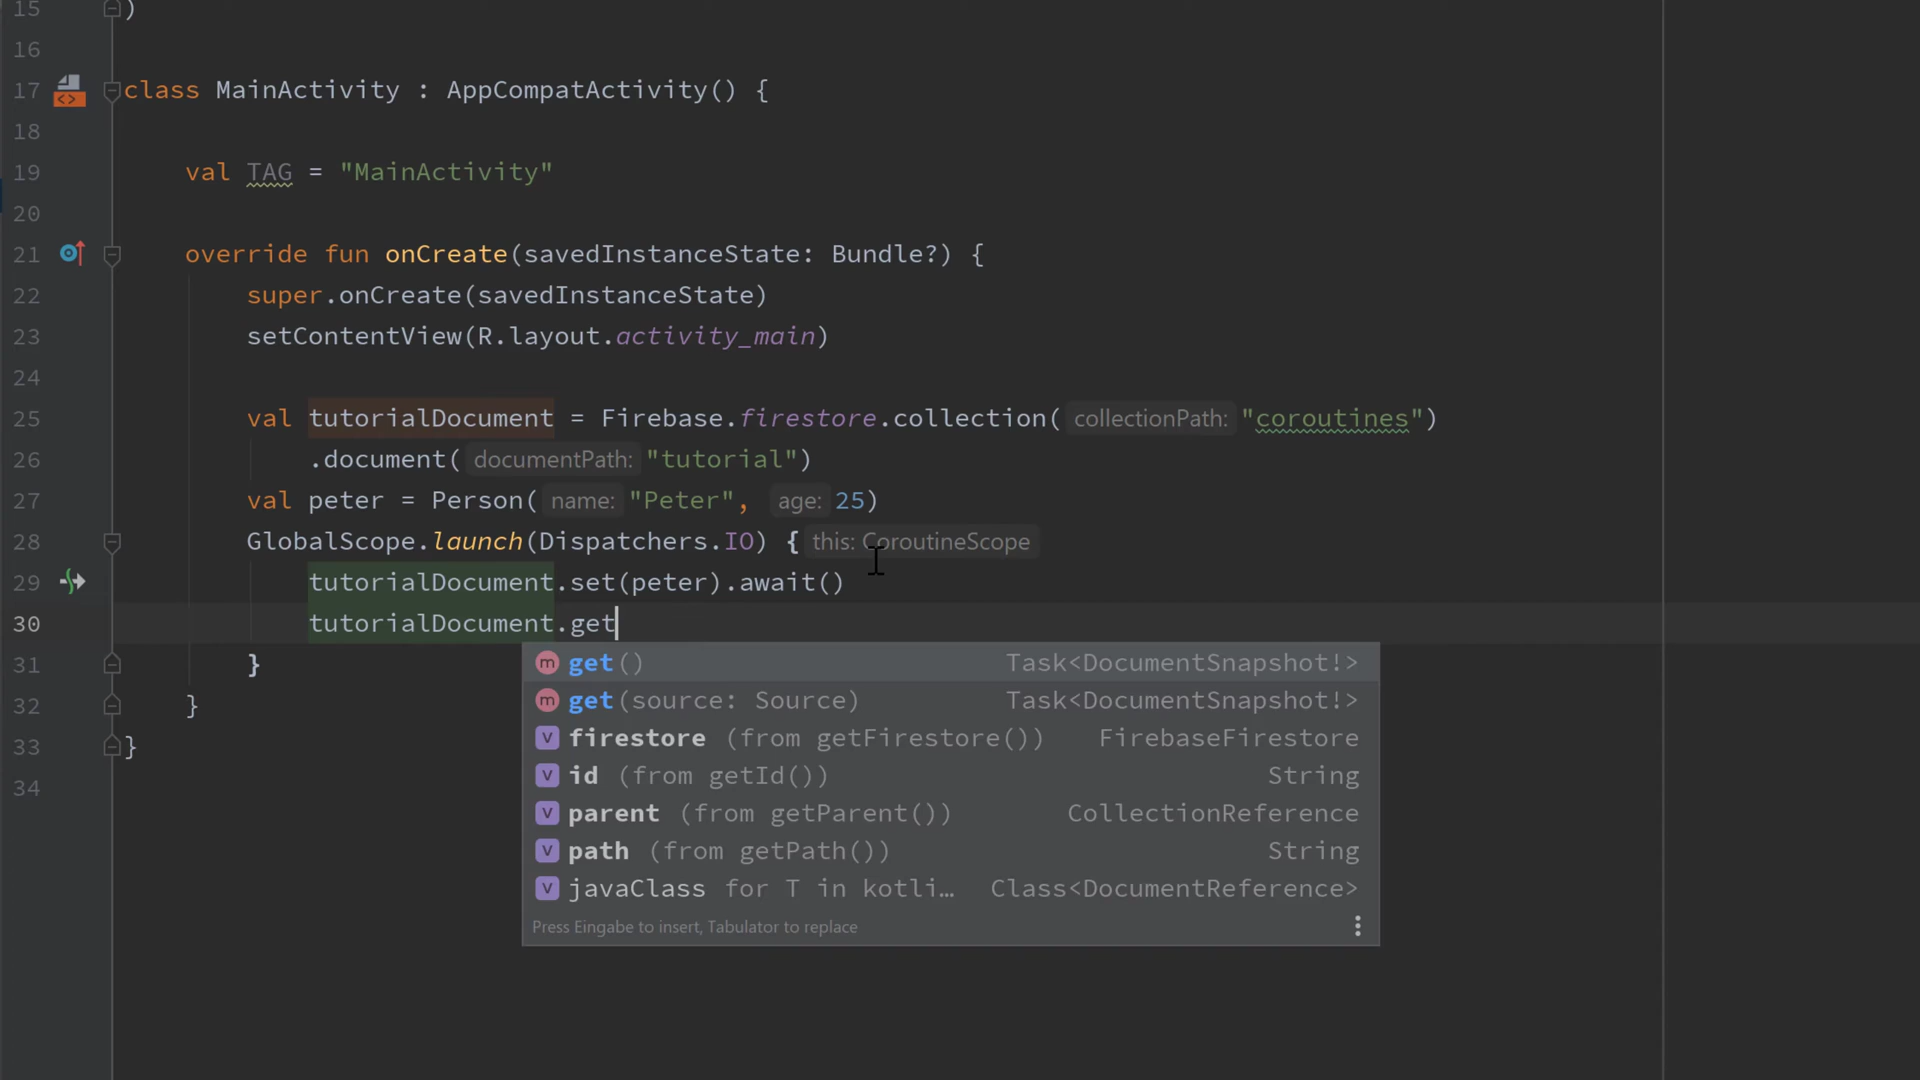 15 )
16
17 class MainActivity : AppCompatActivity() {
18
19 val TAG = "MainActivity"
20
21 override fun onCreate(savedInstanceState: Bundle?) {
22 super.onCreate(savedInstanceState)
23 setContentView(R.layout.activity_main)
24
25 val tutorialDocument = Firebase.firestore.collection( collectionPath: "coroutines")
26 .document( documentPath: "tutorial")
27 val peter = Person( name: "Peter", age: 25)
28 GlobalScope.launch(Dispatchers.IO) { this: CoroutineScope
29 tutorialDocument.set(peter).await()
30 tutorialDocument.get
31 }
32 }
33 }
34
m get() Task<DocumentSnapshot!>
m get(source: Source) Task<DocumentSnapshot!>
v firestore (from getFirestore()) FirebaseFirestore
v id (from getId()) String
v parent (from getParent()) CollectionReference
v path (from getPath()) String
v javaClass for T in kotli… Class<DocumentReference>
Press Eingabe to insert, Tabulator to replace